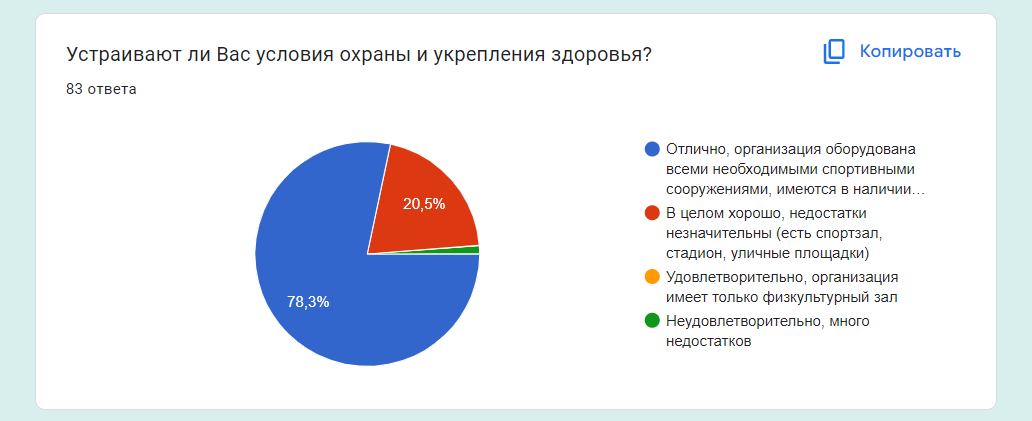 Устраивают ли Вас условия охраны и укрепления здоровья?
Копировать
83 ответа
Отлично, организация оборудована
всеми необходимыми спортивными
сооружениями, имеются в наличии…
В целом хорошо, недостатки
незначительны (есть спортзал,
стадион, уличные площадки)
Удовлетворительно, организация
имеет только физкультурный зал
Неудовлетворительно, много
недостатков
20,5%
78,3%